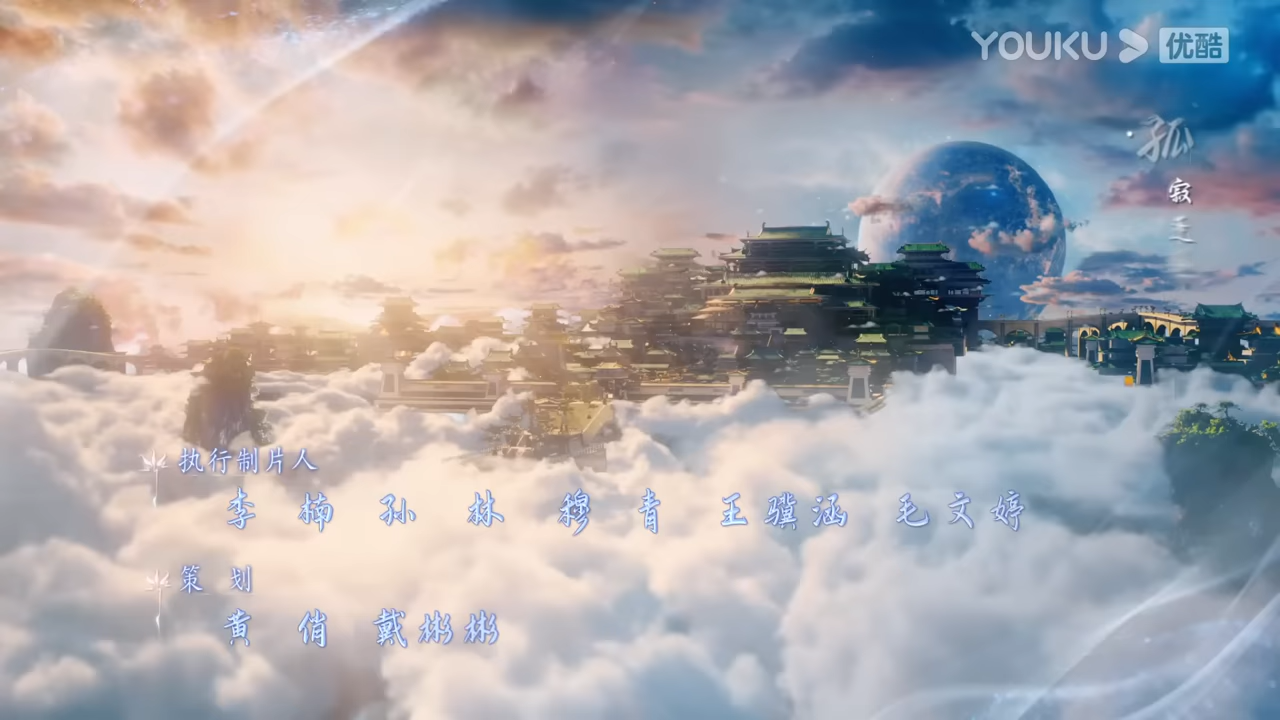 YOUKU 优酷
孤
寂
执行制片人
李楠 孙林 穆青 王骥涵 毛文婷
策划
黄俏 戴彬彬